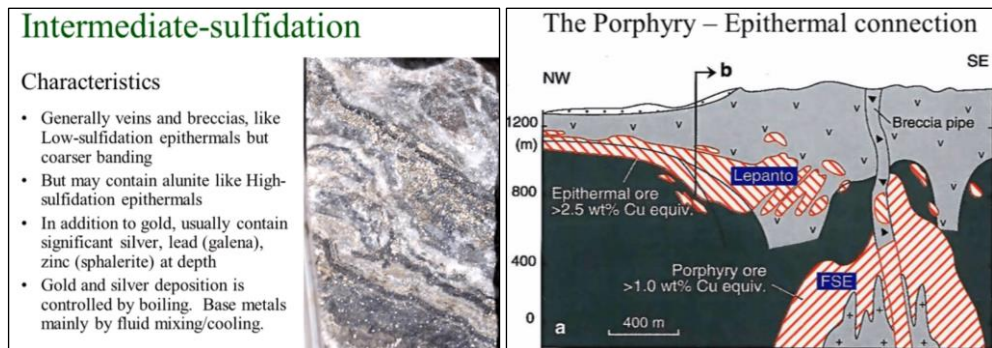 Intermediate-sulfidation
Characteristics
• Generally veins and breccias, like
Low-sulfidation epithermals but
coarser banding
• But may contain alunite like High-
sulfidation epithermals
• In addition to gold, usually contain
significant silver, lead (galena),
zinc (sphalerite) at depth
• Gold and silver deposition is
controlled by boiling. Base metals
mainly by fluid mixing/cooling.
The Porphyry – Epithermal connection
SE
NW
b
1200
(m)
Breccia pipe
Lepanto
Epithermal ore
>2.5 wt% Cu equiv.
800
400
Porphyry ore
>1.0 wt% Cu equiv.
FSE
0
a
400 m